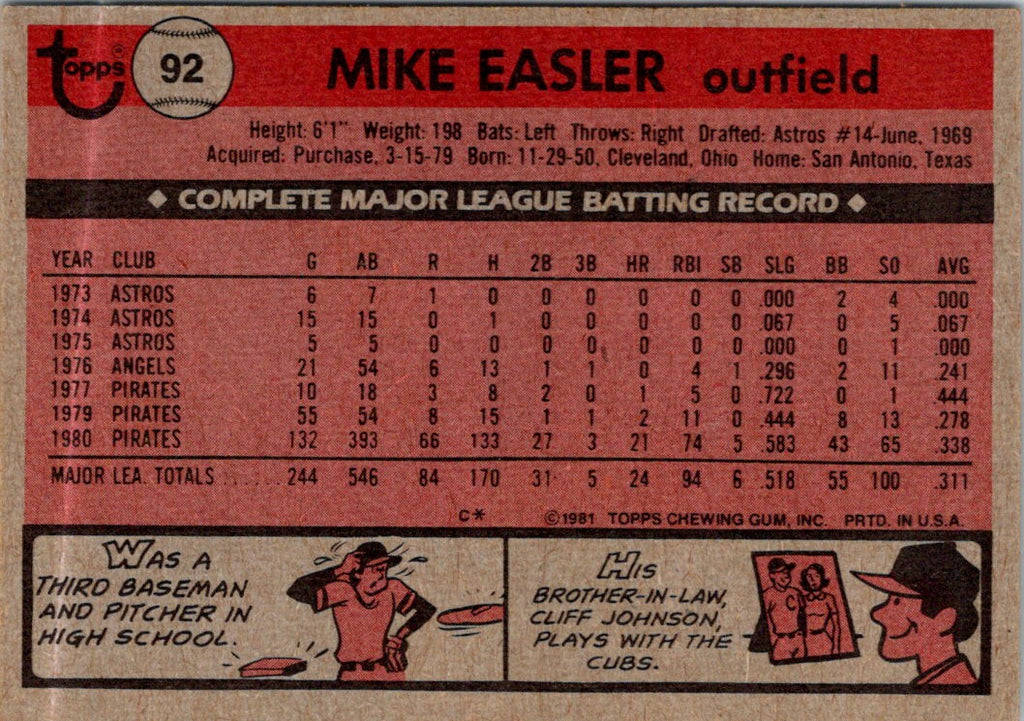 Topps® 92 MIKE EASLER outfield
Height: 6'1" Weight: 198 Bats: Left Throws: Right Drafted: Astros #14-June, 1969
Acquired: Purchase, 3-15-79 Born: 11-29-50, Cleveland, Ohio Home: San Antonio, Texas
◆ COMPLETE MAJOR LEAGUE BATTING RECORD ◆
YEAR CLUB G AB R H 2B 3B HR RBI SB SLG BB SO AVG
1973 ASTROS 6 7 1 0 0 0 0 0 0 .000 2 4 .000
1974 ASTROS 15 15 0 1 0 0 0 0 0 .067 0 5 .067
1975 ASTROS 5 5 0 0 0 0 0 0 0 .000 0 1 .000
1976 ANGELS 21 54 6 13 1 1 0 4 1 .296 2 11 .241
1977 PIRATES 10 18 3 8 2 0 1 5 0 .722 0 1 .444
1979 PIRATES 55 54 8 15 1 1 2 11 0 .444 8 13 .278
1980 PIRATES 132 393 66 133 27 3 21 74 5 .583 43 65 .338
MAJOR LEA. TOTALS 244 546 84 170 31 5 24 94 6 .518 55 100 .311
C* ©1981 TOPPS CHEWING GUM, INC. PRTD. IN U.S.A.
WAS A
THIRD BASEMAN
AND PITCHER IN
HIGH SCHOOL.
HIS
BROTHER-IN-LAW,
CLIFF JOHNSON,
PLAYS WITH THE
CUBS.
C